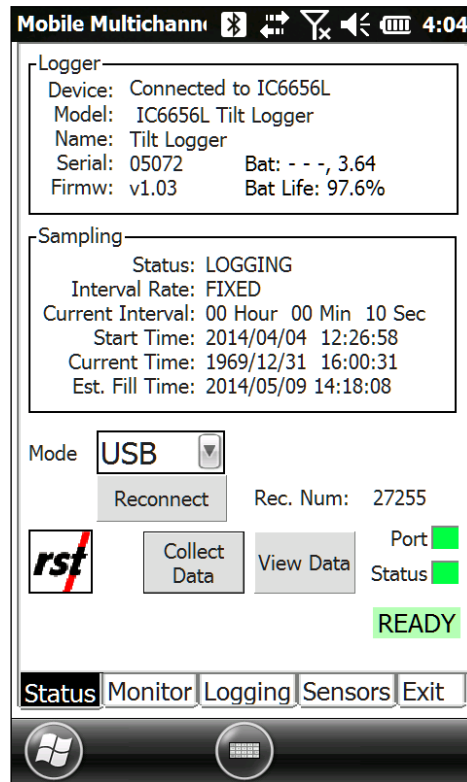 Mobile Multichann 4:04
Logger
Device: Connected to IC6656L
Model: IC6656L Tilt Logger
Name: Tilt Logger
Serial: 05072 Bat: - - -, 3.64
Firmw: v1.03 Bat Life: 97.6%
Sampling
Status: LOGGING
Interval Rate: FIXED
Current Interval: 00 Hour 00 Min 10 Sec
Start Time: 2014/04/04 12:26:58
Current Time: 1969/12/31 16:00:31
Est. Fill Time: 2014/05/09 14:18:08
Mode USB
Reconnect Rec. Num: 27255
rst Collect Data View Data Port
Status
READY
Status Monitor Logging Sensors Exit